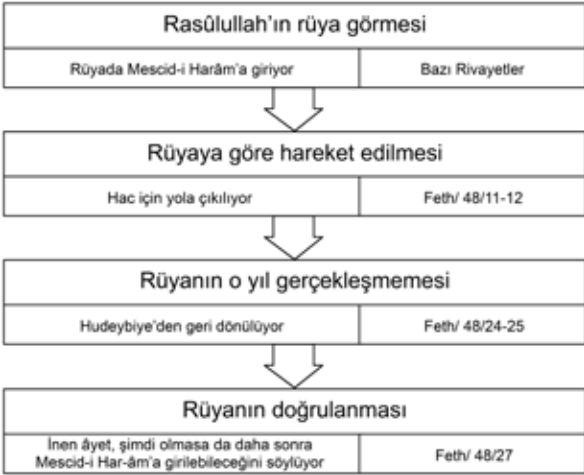 Rasûlullah’ın rüya görmesi
Rüyada Mescid-i Harâm’a giriyor
Bazı Rivayetler
Rüyaya göre hareket edilmesi
Hac için yola çıkılıyor
Feth/ 48/11-12
Rüyanın o yıl gerçekleşmemesi
Hudeybiye’den geri dönülüyor
Feth/ 48/24-25
Rüyanın doğrulanması
İnen âyet, şimdi olmasa da daha sonra
Mescid-i Har-âm’a girilebileceğini söylüyor
Feth/ 48/27